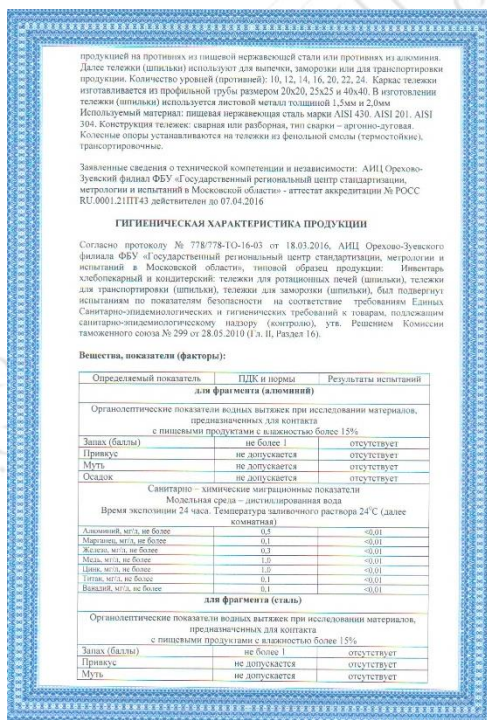 продукцией на противнях из пищевой нержавеющей стали или противнях из алюминия.
Далее тележки (шпильки) используют для выпечки, заморозки или для транспортировки
продукции. Количество уровней (противней): 10, 12, 14, 16, 20, 22, 24. Каркас тележки
изготавливается из профильной трубы размером 20х20, 25х25 и 40х40. В изготовлении
тележки (шпильки) используется листовой металл толщиной 1,5мм и 2,0мм
Используемый материал: пищевая нержавеющая сталь марки AISI 430. AISI 201. AISI
304. Конструкция тележек: сварная или разборная, тип сварки – аргонно-дуговая.
Колесные опоры устанавливаются на тележки из фенольной смолы (термостойкие),
транспортировочные.
Заявленные сведения о технической компетенции и независимости: АИЦ Орехово-
Зуевский филиал ФБУ «Государственный региональный центр стандартизации,
метрологии и испытаний в Московской области» - аттестат аккредитации № РОСС
RU.0001.21ПТ43 действителен до 07.04.2016
ГИГИЕНИЧЕСКАЯ ХАРАКТЕРИСТИКА ПРОДУКЦИИ
Согласно протоколу № 778/778-ТО-16-03 от 18.03.2016, АИЦ Орехово-Зуевского
филиала ФБУ «Государственный региональный центр стандартизации, метрологии и
испытаний в Московской области», типовой образец продукции: Инвентарь
хлебопекарный и кондитерский: тележки для ротационных печей (шпильки), тележки
для транспортировки (шпильки), тележки для заморозки (шпильки), был подвергнут
испытаниям по показателям безопасности на соответствие требованиям Единых
Санитарно-эпидемиологических и гигиенических требований к товарам, подлежащим
санитарно-эпидемиологическому надзору (контролю), утв. Решением Комиссии
таможенного союза № 299 от 28.05.2010 (Гл. II, Раздел 16).
Вещества, показатели (факторы):
Определяемый показатель ПДК и нормы Результаты испытаний
для фрагмента (алюминий)
Органолептические показатели водных вытяжек при исследовании материалов,
предназначенных для контакта
с пищевыми продуктами с влажностью более 15%
Запах (баллы) не более 1 отсутствует
Привкус не допускается отсутствует
Муть не допускается отсутствует
Осадок не допускается отсутствует
Санитарно – химические миграционные показатели
Модельная среда – дистиллированная вода
Время экспозиции 24 часа. Температура заливочного раствора 24°С (далее
комнатная)
Алюминий, мг/л, не более 0,5 <0,01
Марганец, мг/л, не более 0,1 <0,01
Железо, мг/л, не более 0,3 <0,01
Медь, мг/л, не более 1,0 <0,01
Цинк, мг/л, не более 1,0 <0,01
Титан, мг/л, не более 0,1 <0,01
Ванадий, мг/л, не более 0,1 <0,01
для фрагмента (сталь)
Органолептические показатели водных вытяжек при исследовании материалов,
предназначенных для контакта
с пищевыми продуктами с влажностью более 15%
Запах (баллы) не более 1 отсутствует
Привкус не допускается отсутствует
Муть не допускается отсутствует